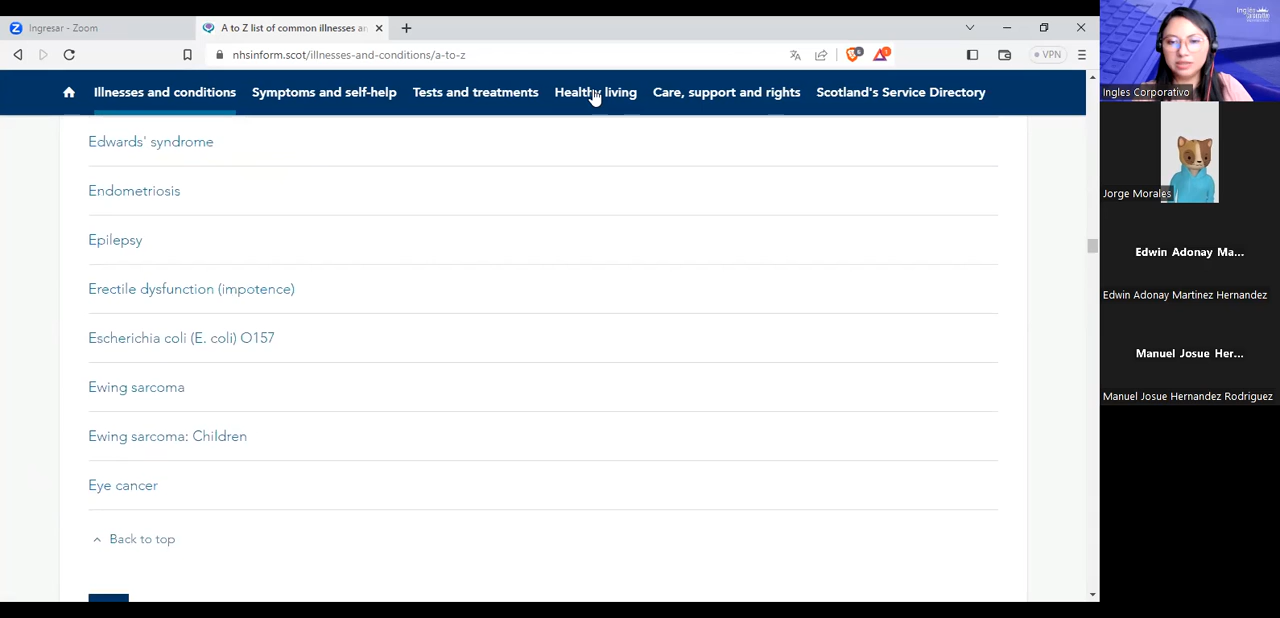 Ingresar - Zoom
A to Z list of common illnesses an
nhsinform.scot/illnesses-and-conditions/a-to-z
6
1
VPN
Illnesses and conditions
Symptoms and self-help
Tests and treatments
Healthy living
Care, support and rights
Scotland's Service Directory
Edwards' syndrome
Endometriosis
Epilepsy
Erectile dysfunction (impotence)
Escherichia coli (E. coli) O157
Ewing sarcoma
Ewing sarcoma: Children
Eye cancer
Back to top
Ingles Corporativo
Jorge Morales
Edwin Adonay Ma...
Edwin Adonay Martinez Hernandez
Manuel Josue Her...
Manuel Josue Hernandez Rodriguez